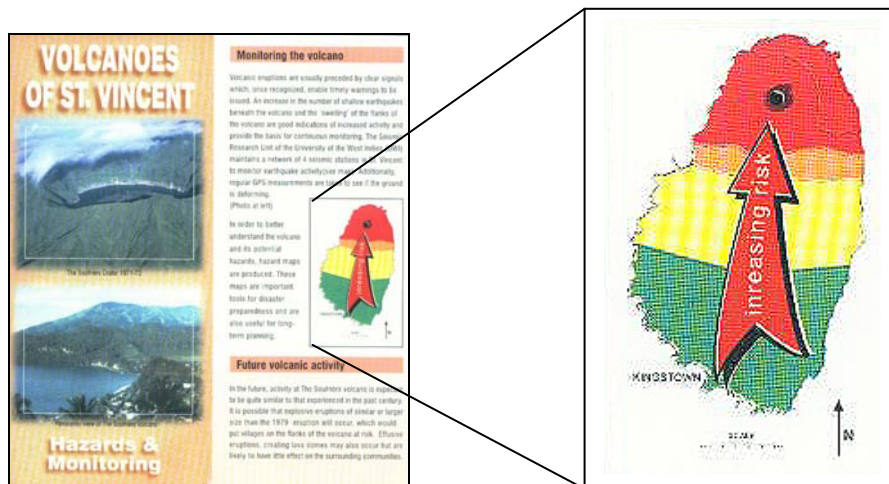 VOLCANOES
OF ST. VINCENT
The Soufriere Crater 1971-72
Hazards &
Monitoring
Monitoring the volcano
Volcanic eruptions are usually preceded by clear signals
which, once recognized, enable timely warnings to be
issued. An increase in the number of shallow earthquakes
beneath the volcano and the 'swelling' of the flanks of
the volcano are good indications of increased activity and
provide the basis for continuous monitoring. The Seismic
Research Unit of the University of the West Indies (UWI)
maintains a network of 4 seismic stations in St. Vincent
to monitor earthquake activity(see map). Additionally,
regular GPS measurements are taken to see if the ground
is deforming.
(Photo at left)
In order to better
understand the volcano
and its potential
hazards, hazard maps
are produced. These
maps are important
tools for disaster
preparedness and are
also useful for long-
term planning.
Future volcanic activity
In the future, activity at The Soufriere volcano is expected
to be quite similar to that experienced in the past century.
It is possible that explosive eruptions of similar or larger
size than the 1979 eruption will occur, which would
put villages on the flanks of the volcano at risk. Effusive
eruptions, creating lava domes may also occur but are
likely to have little effect on the surrounding communities.
inreasing risk
KINGSTOWN
SCALE
N